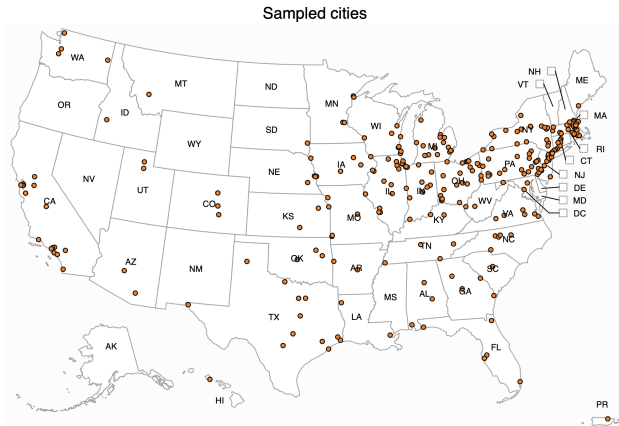 Sampled cities
NH
VT
ME
WA
MT
ND
MN
OR
ID
WI
SD
MI
NY
MA
WY
RI
CT
NE
IA
PA
NJ
NV
UT
IL
IN
OH
DE
CA
CO
WV
MD
KS
MO
KY
VA
DC
TN
NC
AZ
OK
AR
NM
SC
MS
AL
GA
TX
LA
AK
FL
HI
PR